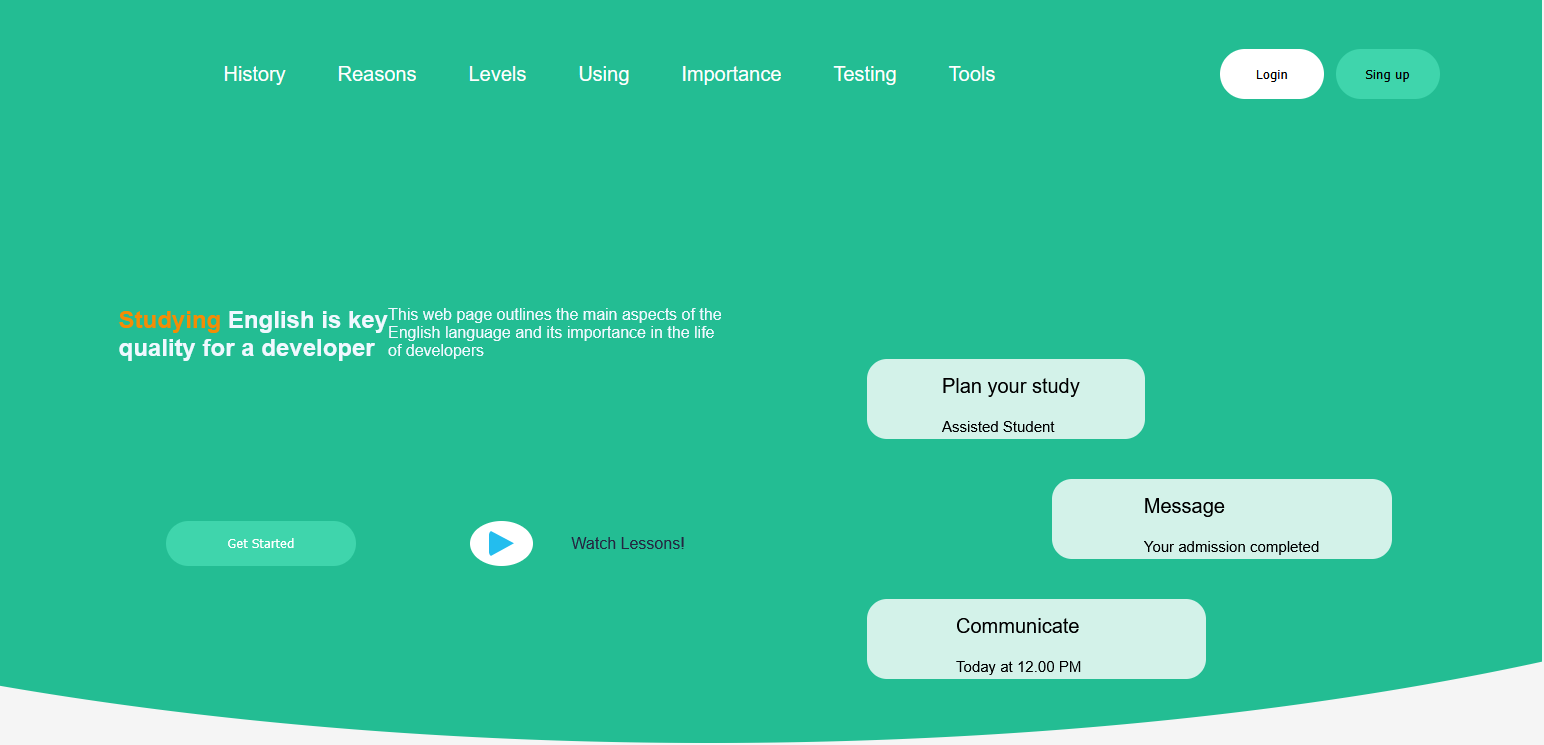 History Reasons Levels Using Importance Testing Tools Login Sing up
Studying English is key
quality for a developer
This web page outlines the main aspects of the
English language and its importance in the life
of developers
Plan your study
Assisted Student
Message
Your admission completed
Get Started Watch Lessons!
Communicate
Today at 12.00 PM